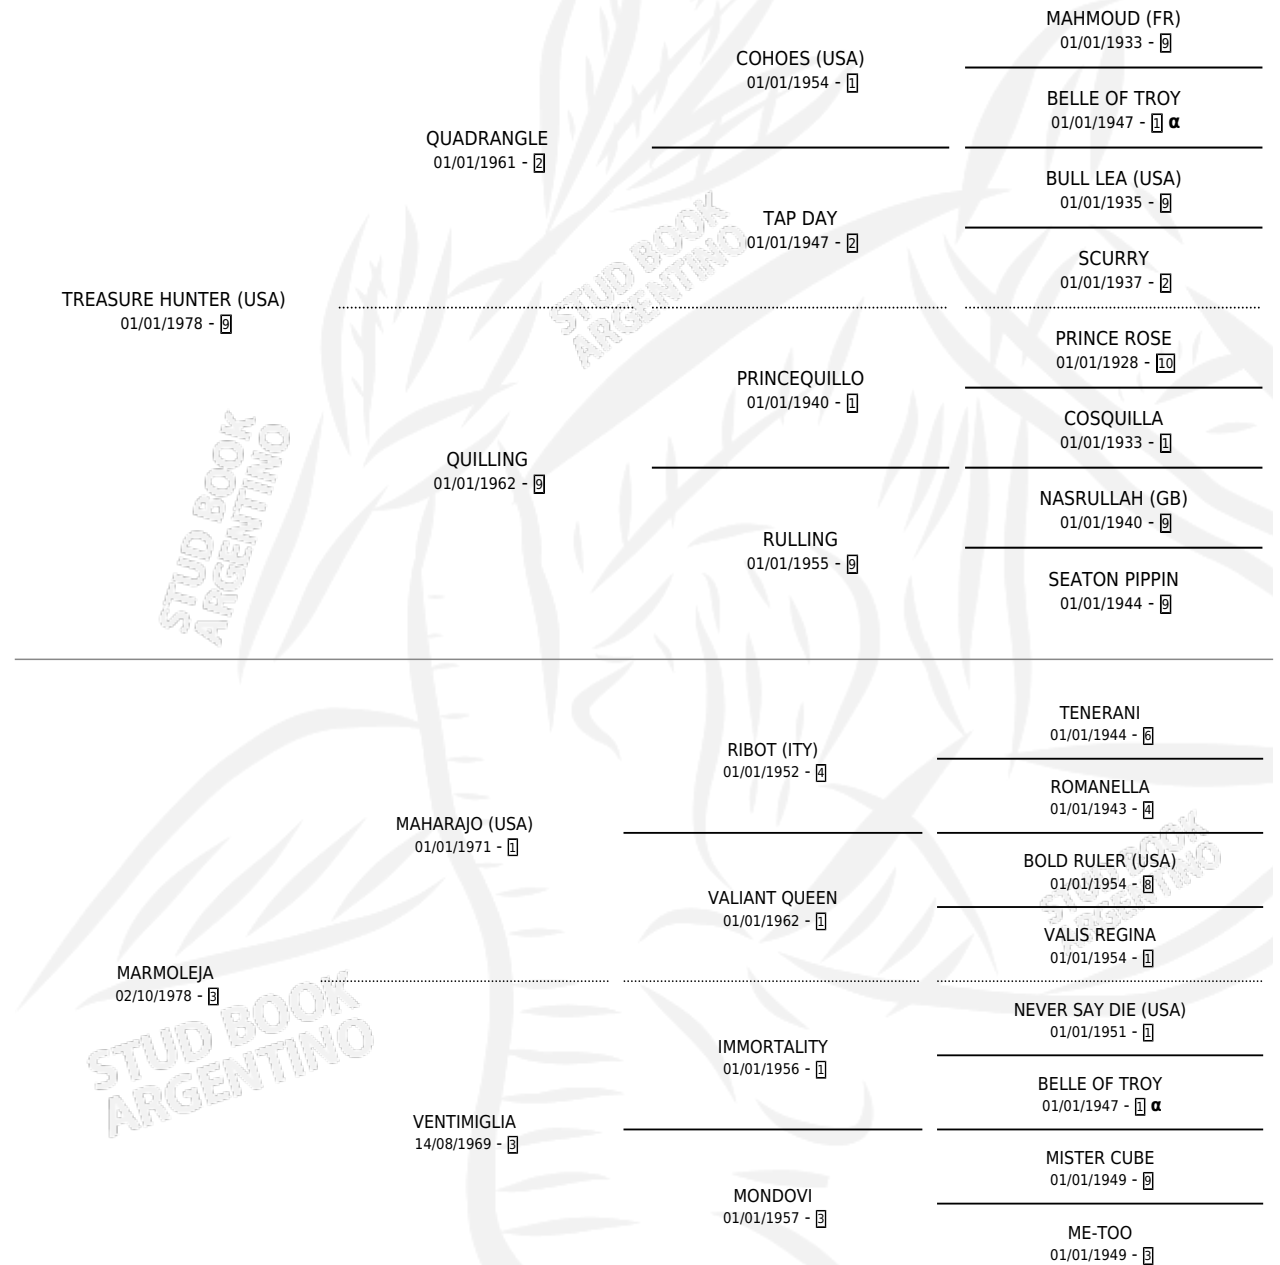 MAHMOUD (FR)
01/01/1933 - 9
COHOES (USA)
01/01/1954 - 1
BELLE OF TROY
01/01/1947 - 1 α
QUADRANGLE
01/01/1961 - 2
BULL LEA (USA)
01/01/1935 - 9
TAP DAY
01/01/1947 - 2
SCURRY
01/01/1937 - 2
STUD BOOK
ARGENTINO
TREASURE HUNTER (USA)
01/01/1978 - 9
PRINCE ROSE
01/01/1928 - 10
PRINCEQUILLO
01/01/1940 - 1
COSQUILLA
01/01/1933 - 1
QUILLING
01/01/1962 - 9
NASRULLAH (GB)
01/01/1940 - 9
RULLING
01/01/1955 - 9
SEATON PIPPIN
01/01/1944 - 9
STUD BOOK
ARGENTINO
TENERANI
01/01/1944 - 6
RIBOT (ITY)
01/01/1952 - 4
ROMANELLA
01/01/1943 - 4
MAHARAJO (USA)
01/01/1971 - 1
BOLD RULER (USA)
01/01/1954 - 8
VALIANT QUEEN
01/01/1962 - 1
VALIS REGINA
01/01/1954 - 1
STUD BOOK
ARGENTINO
MARMOLEJA
02/10/1978 - 3
NEVER SAY DIE (USA)
01/01/1951 - 1
IMMORTALITY
01/01/1956 - 1
BELLE OF TROY
01/01/1947 - 1 α
VENTIMIGLIA
14/08/1969 - 3
MISTER CUBE
01/01/1949 - 9
MONDOVI
01/01/1957 - 3
ME-TOO
01/01/1949 - 3
STUD BOOK
ARGENTINO